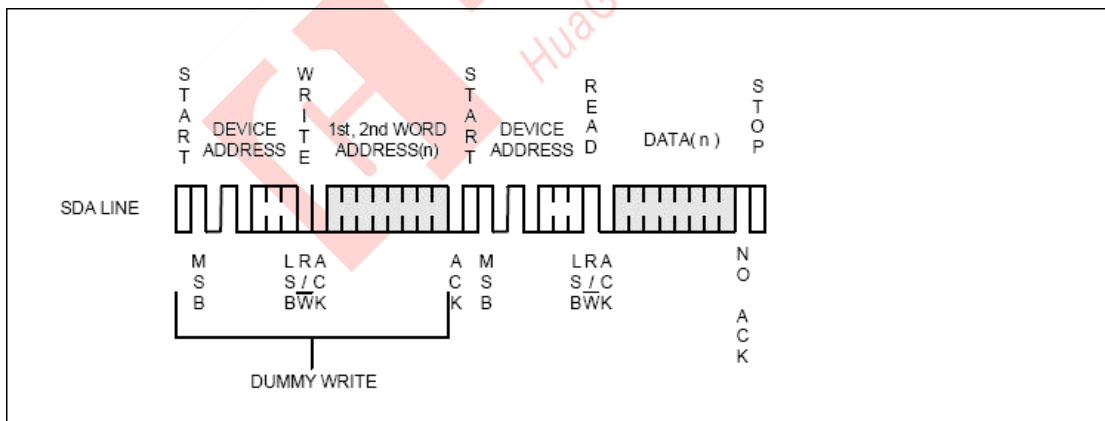 HuaG
START
DEVICE ADDRESS
WRITE
1st, 2nd WORD ADDRESS(n)
START
DEVICE ADDRESS
READ
DATA( n )
STOP
SDA LINE
MSB
LSB
R/W
ACK
ACK
MSB
LSB
R/W
ACK
NO ACK
DUMMY WRITE